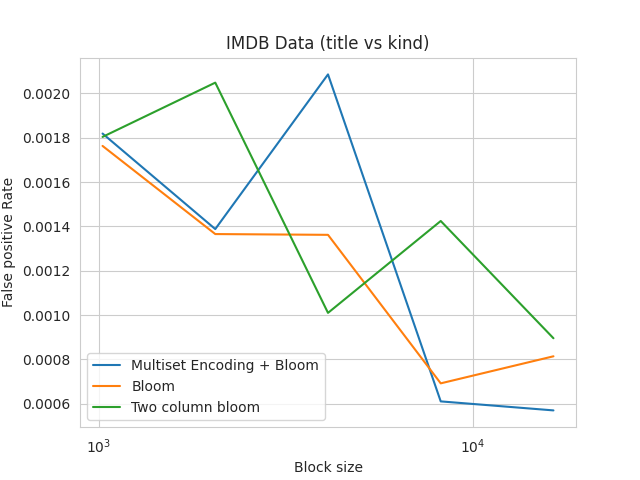 IMDB Data (title vs kind)
False positive Rate
0.0020
0.0018
0.0016
0.0014
0.0012
0.0010
0.0008
0.0006
Multiset Encoding + Bloom
Bloom
Two column bloom
10³
10⁴
Block size